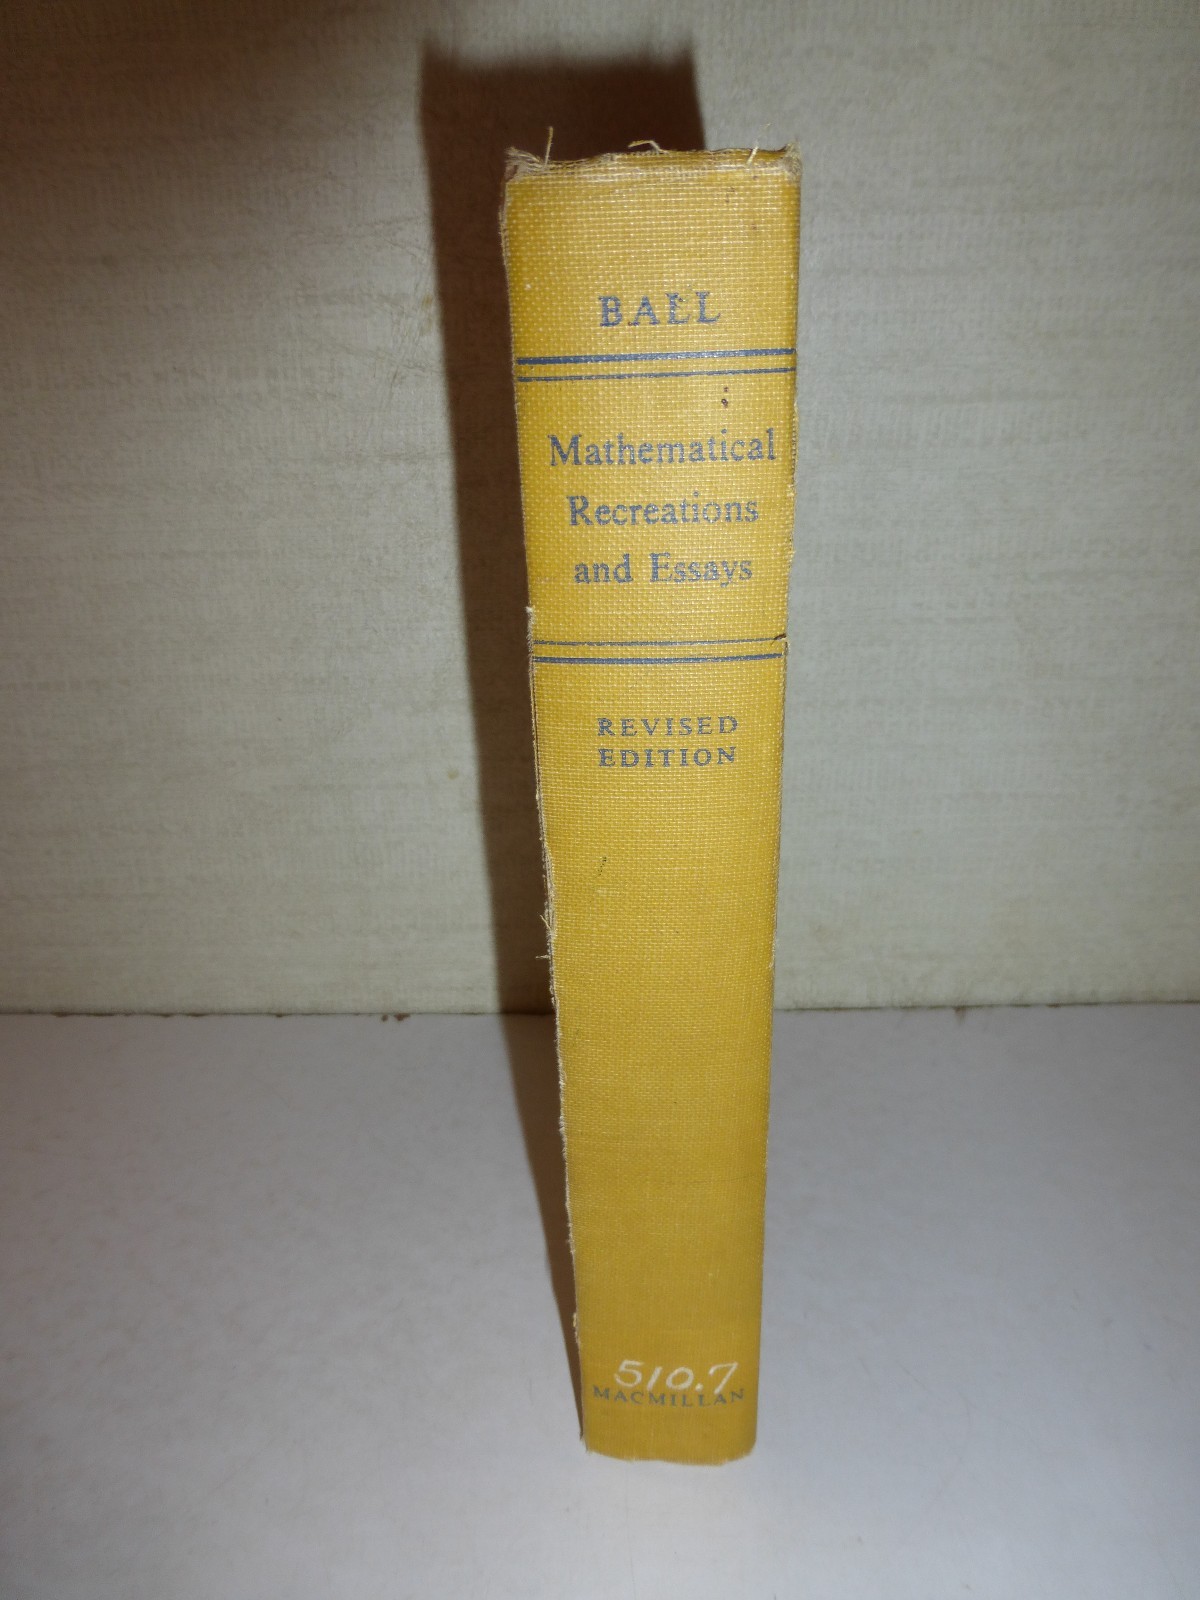 BALL
Mathematical
Recreations
and Essays
REVISED
EDITION
510.7
MACMILLAN